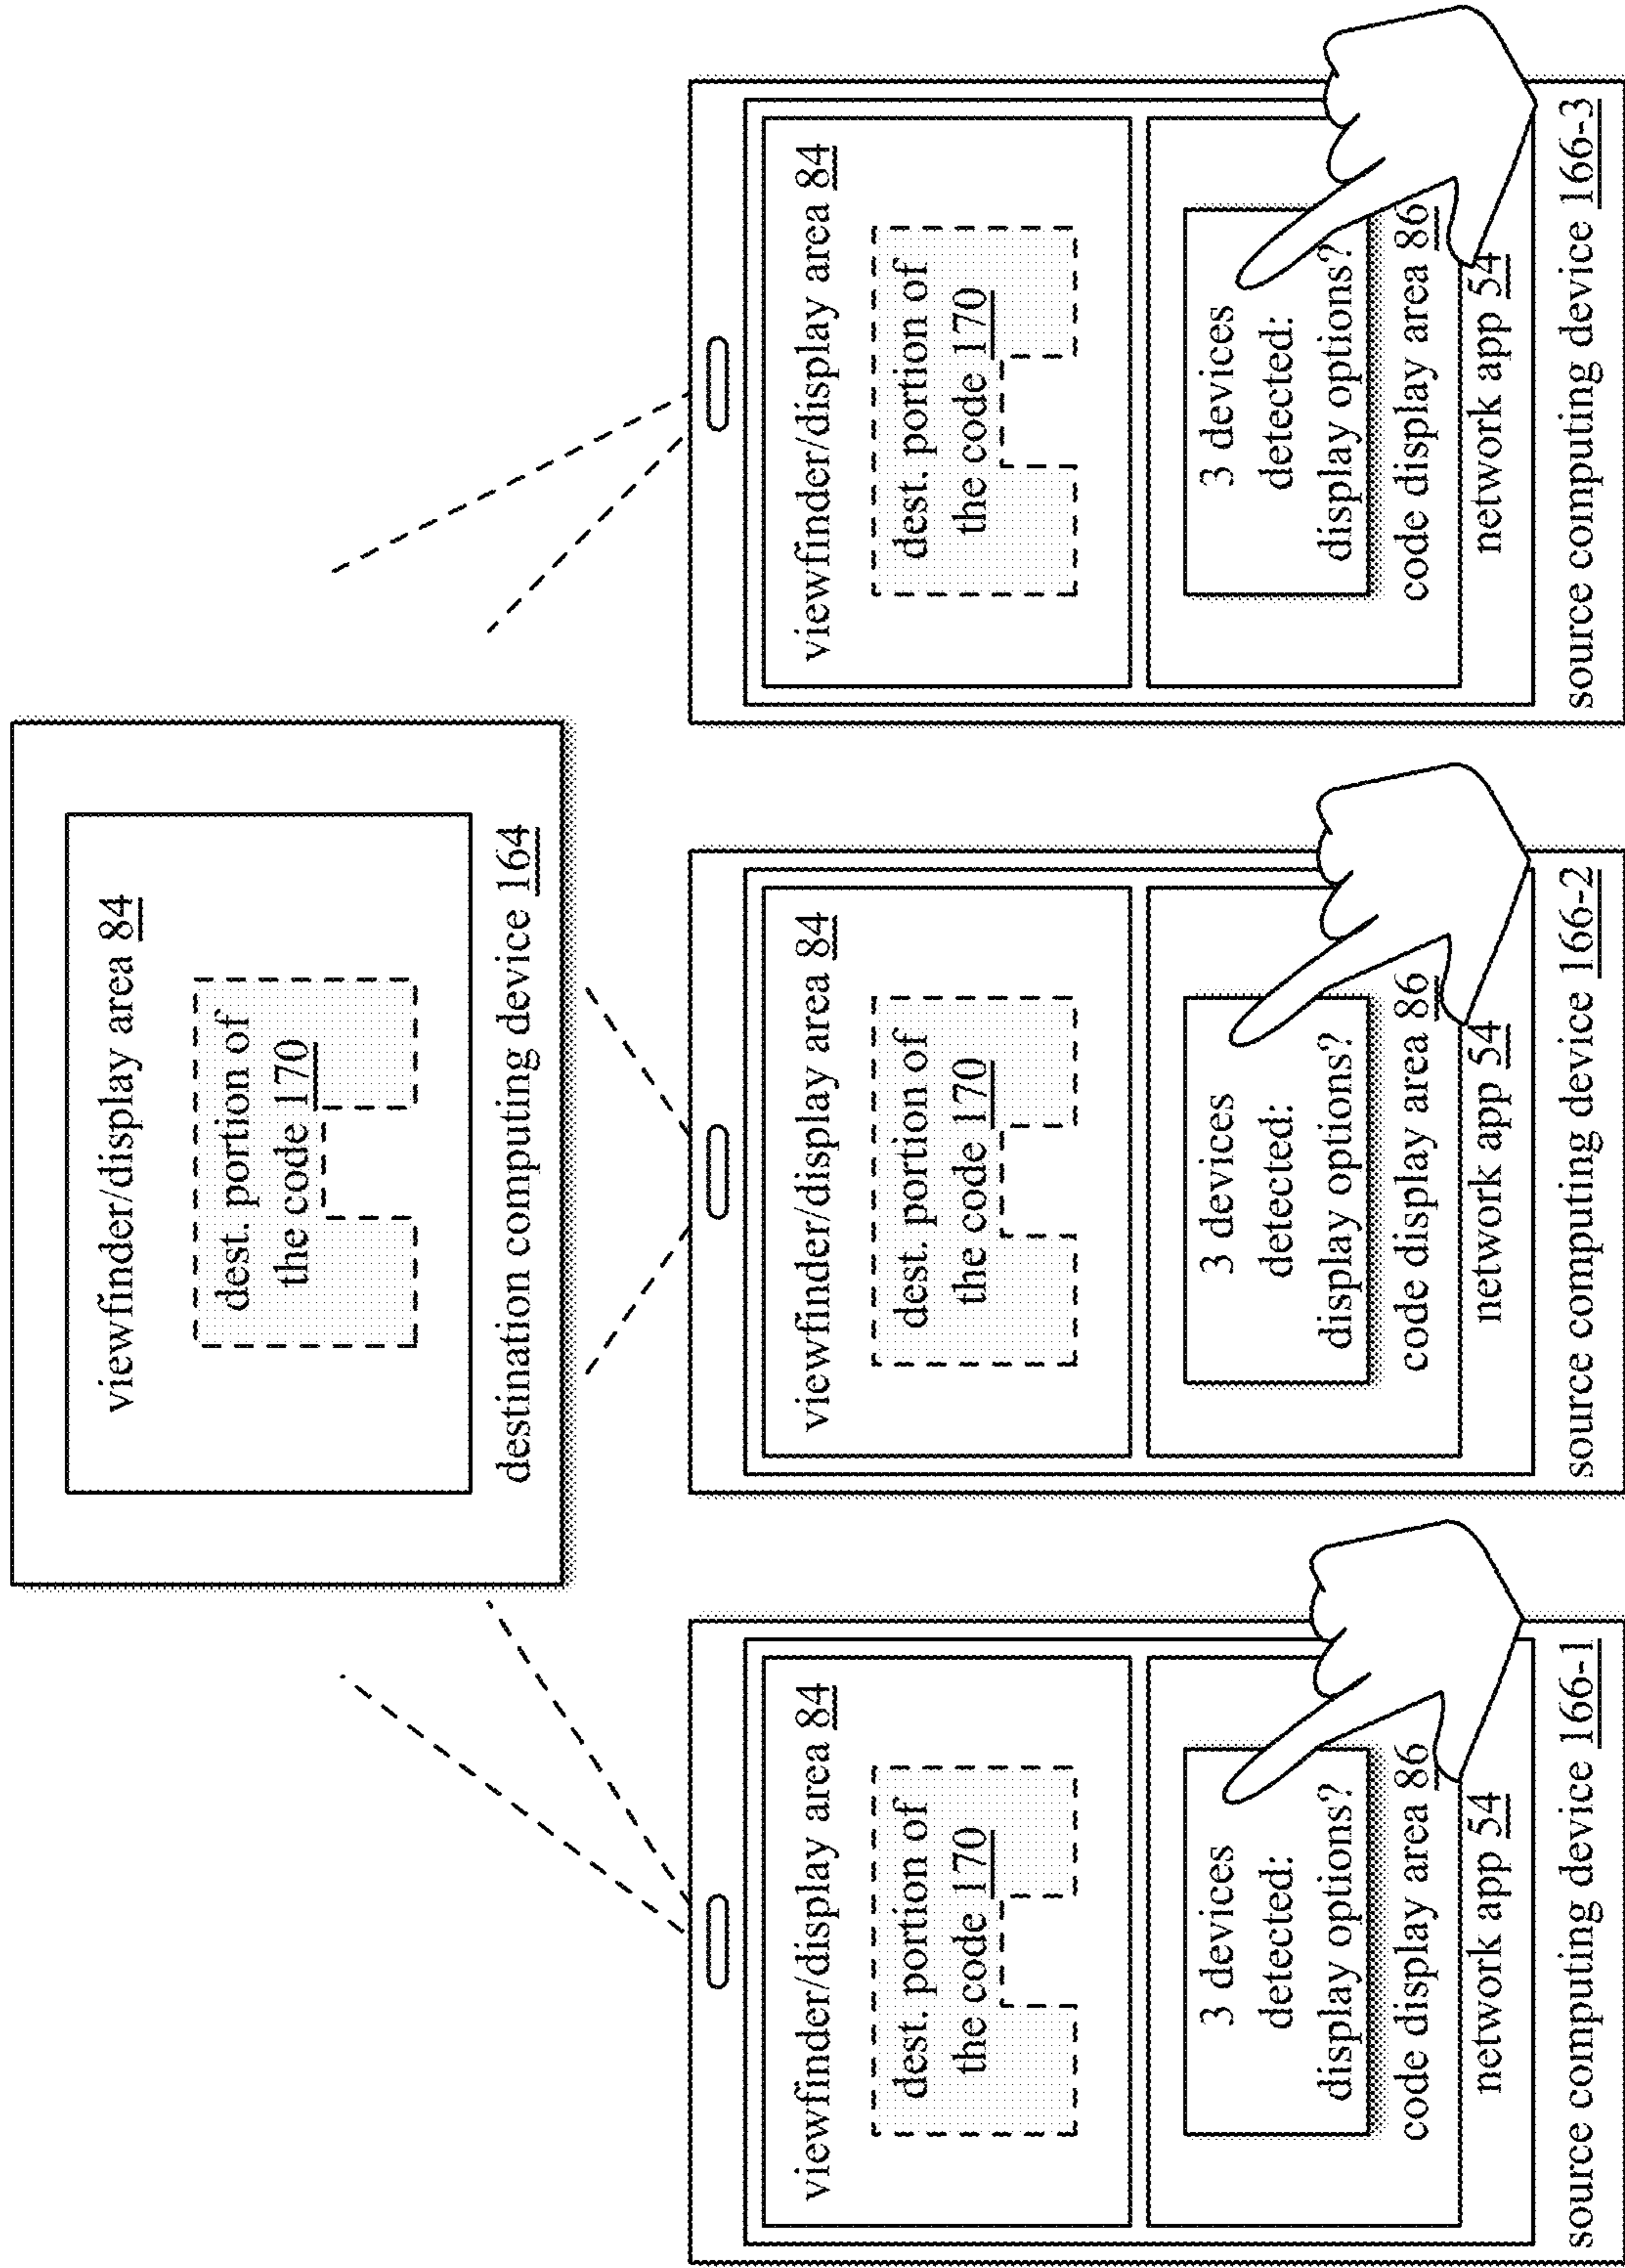 viewfinder/display area 84
dest. portion of
the code 170
destination computing device 164
viewfinder/display area 84
dest. portion of
the code 170
3 devices
detected:
display options?
code display area 86
network app 54
source computing device 166-1
viewfinder/display area 84
dest. portion of
the code 170
3 devices
detected:
display options?
code display area 86
network app 54
source computing device 166-2
viewfinder/display area 84
dest. portion of
the code 170
3 devices
detected:
display options?
code display area 86
network app 54
source computing device 166-3